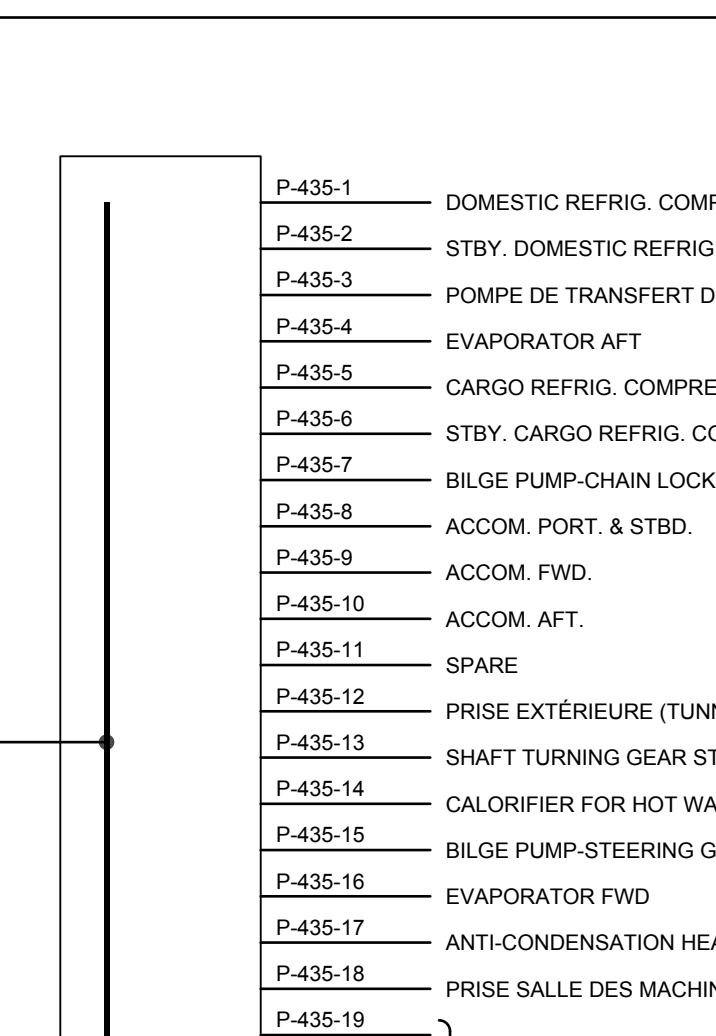 P-435-1
DOMESTIC REFRIG. COMP
P-435-2
STBY. DOMESTIC REFRIG
P-435-3
POMPE DE TRANSFERT D
P-435-4
EVAPORATOR AFT
P-435-5
CARGO REFRIG. COMPRE
P-435-6
STBY. CARGO REFRIG. CO
P-435-7
BILGE PUMP-CHAIN LOCK
P-435-8
ACCOM. PORT. & STBD.
P-435-9
ACCOM. FWD.
P-435-10
ACCOM. AFT.
P-435-11
SPARE
P-435-12
PRISE EXTÉRIEURE (TUNN
P-435-13
SHAFT TURNING GEAR ST
P-435-14
CALORIFIER FOR HOT WA
P-435-15
BILGE PUMP-STEERING G
P-435-16
EVAPORATOR FWD
P-435-17
ANTI-CONDENSATION HEA
P-435-18
PRISE SALLE DES MACHIN
P-435-19